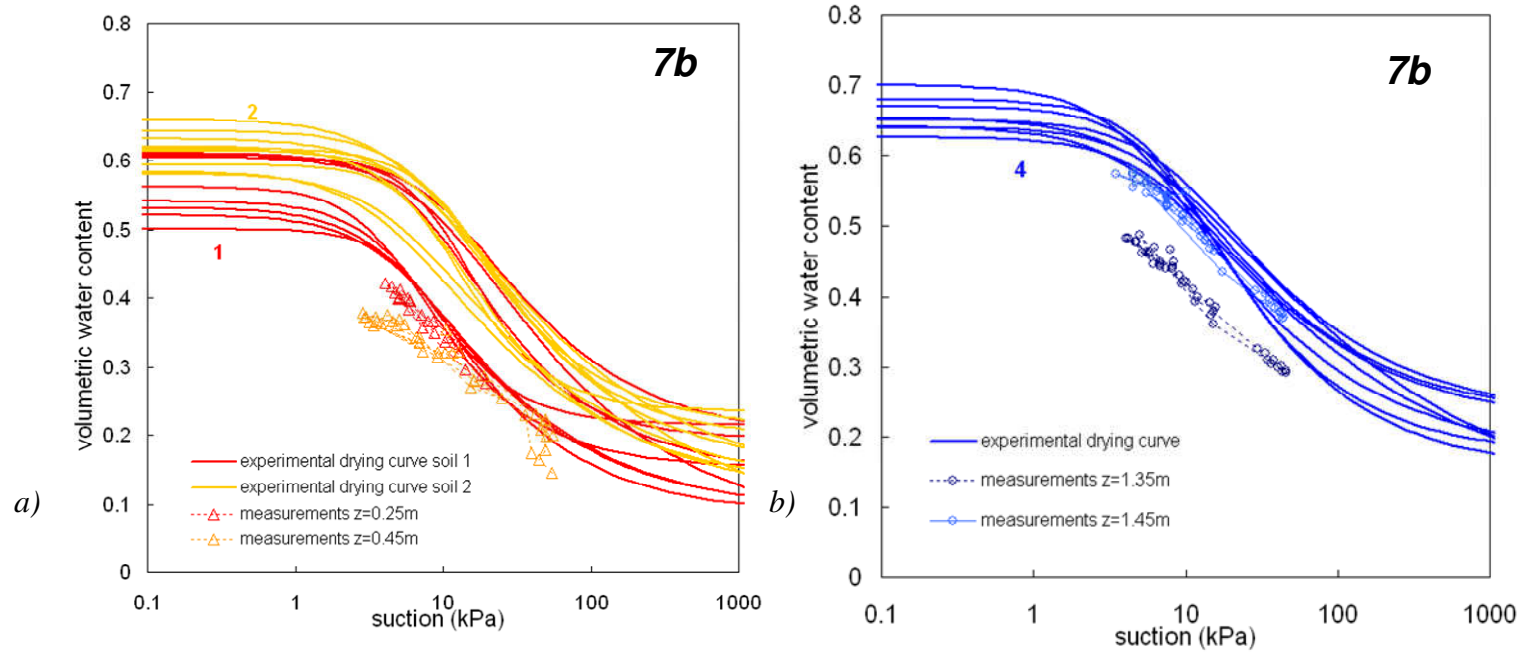 7b
volumetric water content
0.8
0.7
0.6
0.5
0.4
0.3
0.2
0.1
0
2
1
experimental drying curve soil 1
experimental drying curve soil 2
measurements z=0.25m
measurements z=0.45m
a)
0.1 1 10 100 1000
suction (kPa)
7b
volumetric water content
0.8
0.7
0.6
0.5
0.4
0.3
0.2
0.1
0
4
experimental drying curve
measurements z=1.35m
measurements z=1.45m
b)
0.1 1 10 100 1000
suction (kPa)